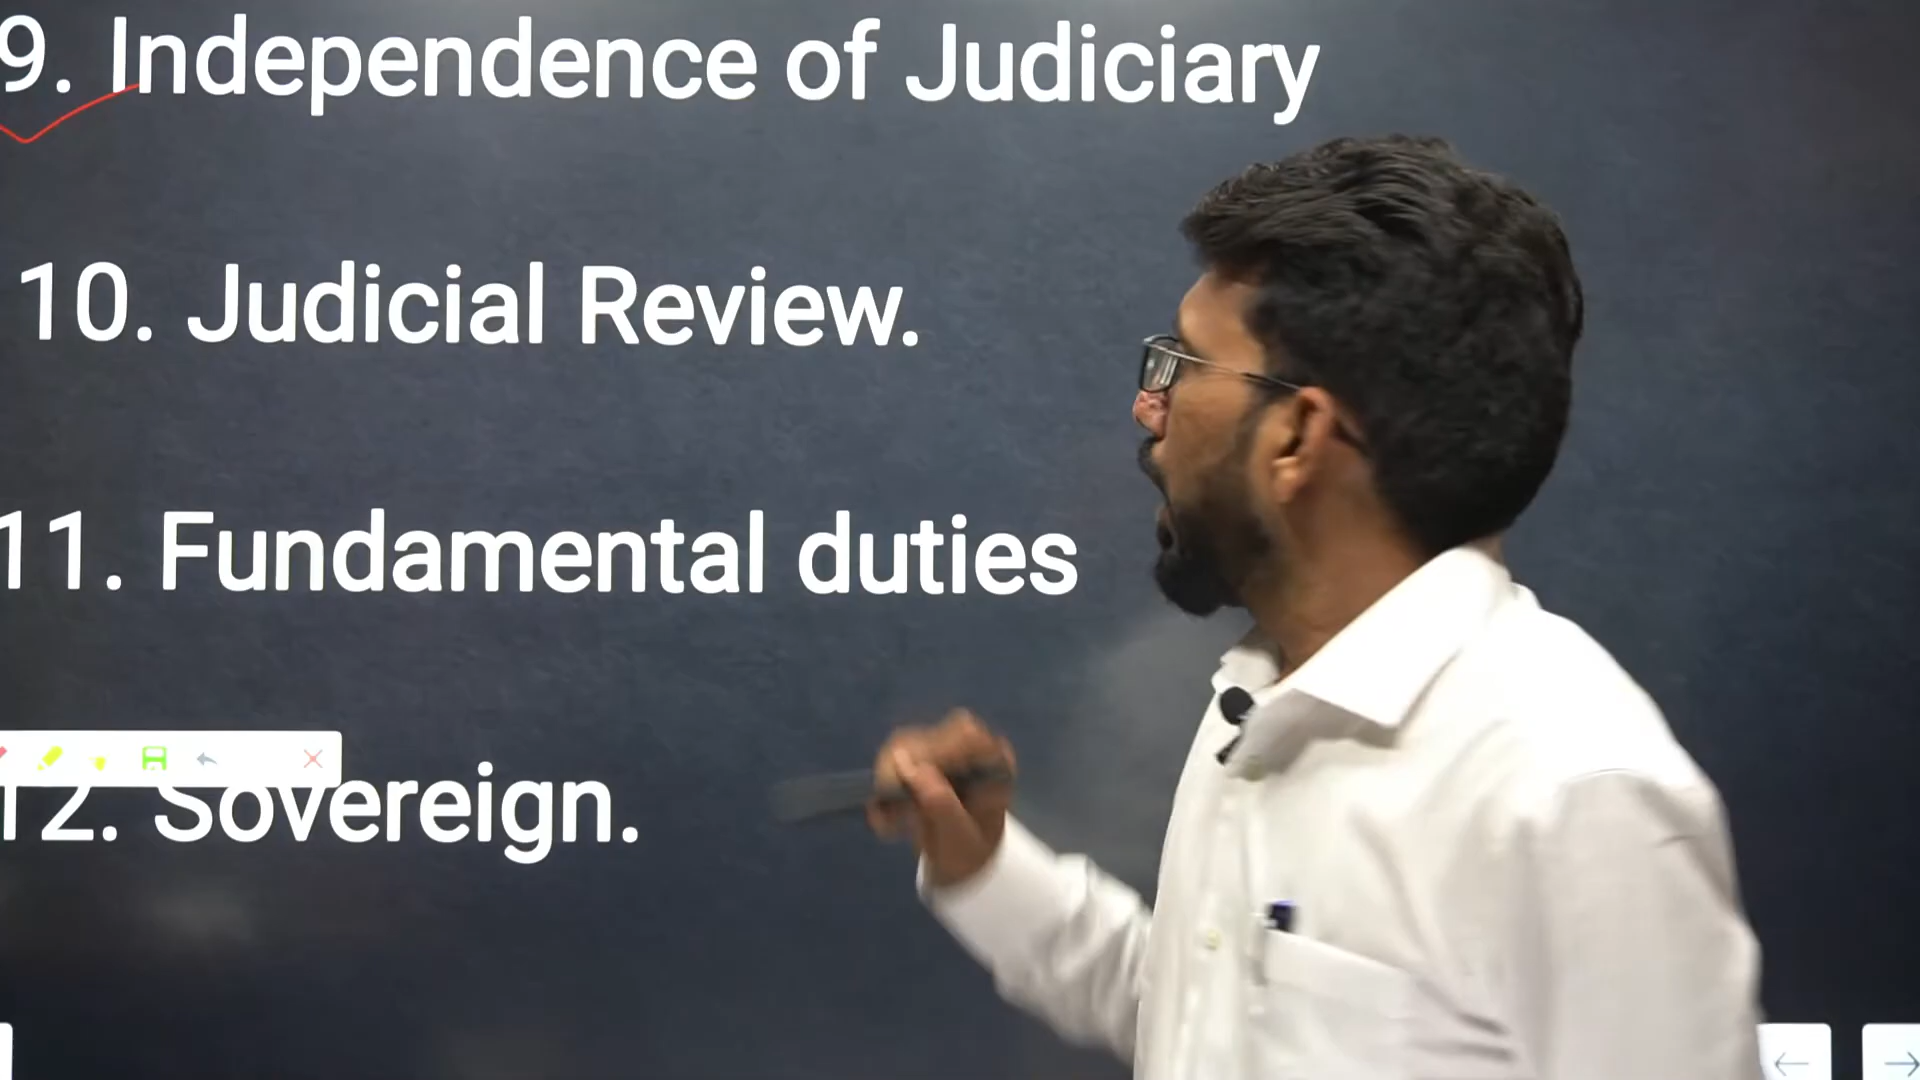 9. Independence of Judiciary
10. Judicial Review.
11. Fundamental duties
12. Sovereign.